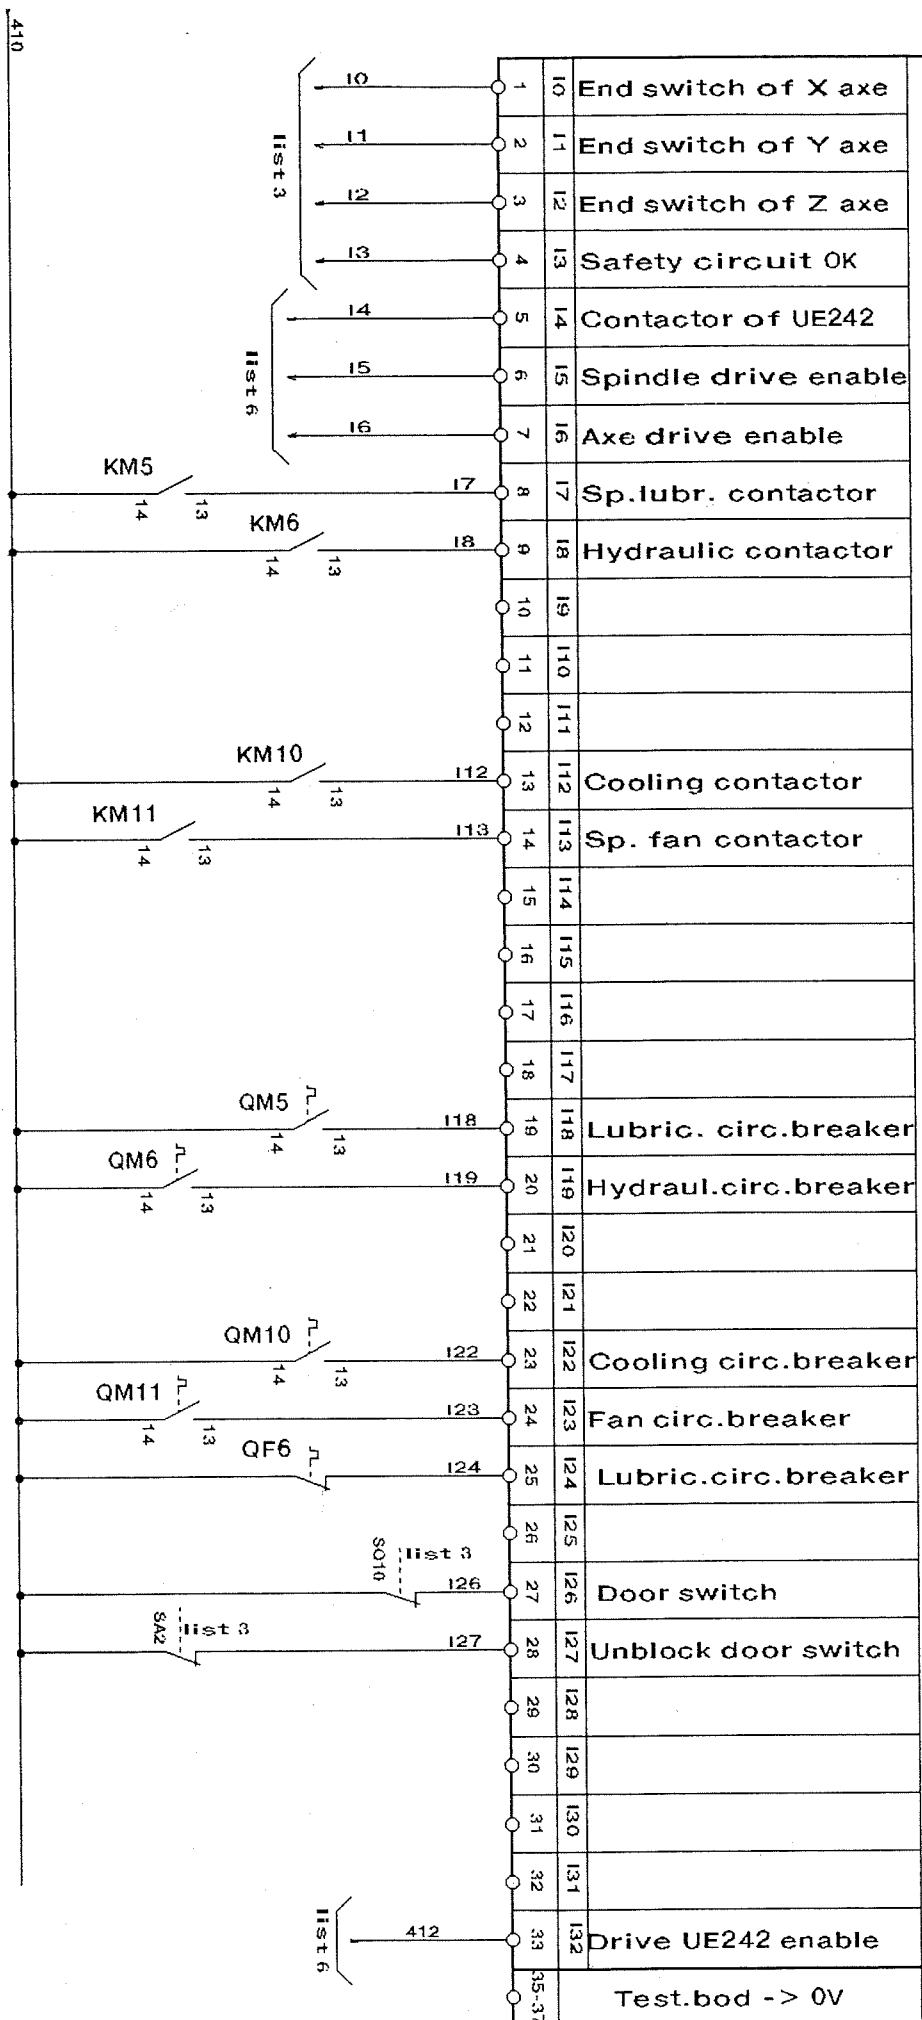 410
list 3
I0 1 I0 End switch of X axe
I1 2 I1 End switch of Y axe
I2 3 I2 End switch of Z axe
I3 4 I3 Safety circuit OK
list 6
I4 5 I4 Contactor of UE242
I5 6 I5 Spindle drive enable
I6 7 I6 Axe drive enable
KM5 14 13 I7 8 I7 Sp.lubr. contactor
KM6 14 13 I8 9 I8 Hydraulic contactor
10 I9
11 I10
12 I11
KM10 14 13 I12 13 I12 Cooling contactor
KM11 14 13 I13 14 I13 Sp. fan contactor
15 I14
16 I15
17 I16
18 I17
QM5 14 13 I18 19 I18 Lubric. circ.breaker
QM6 14 13 I19 20 I19 Hydraul.circ.breaker
21 I20
22 I21
QM10 14 13 I22 23 I22 Cooling circ.breaker
QM11 14 13 I23 24 I23 Fan circ.breaker
QF6 I24 25 I24 Lubric.circ.breaker
26 I25
SQ10 list 3 I26 27 I26 Door switch
SA2 list 3 I27 28 I27 Unblock door switch
29 I28
30 I29
31 I30
32 I31
list 6 412 33 I32 Drive UE242 enable
35-37 Test.bod -> 0V